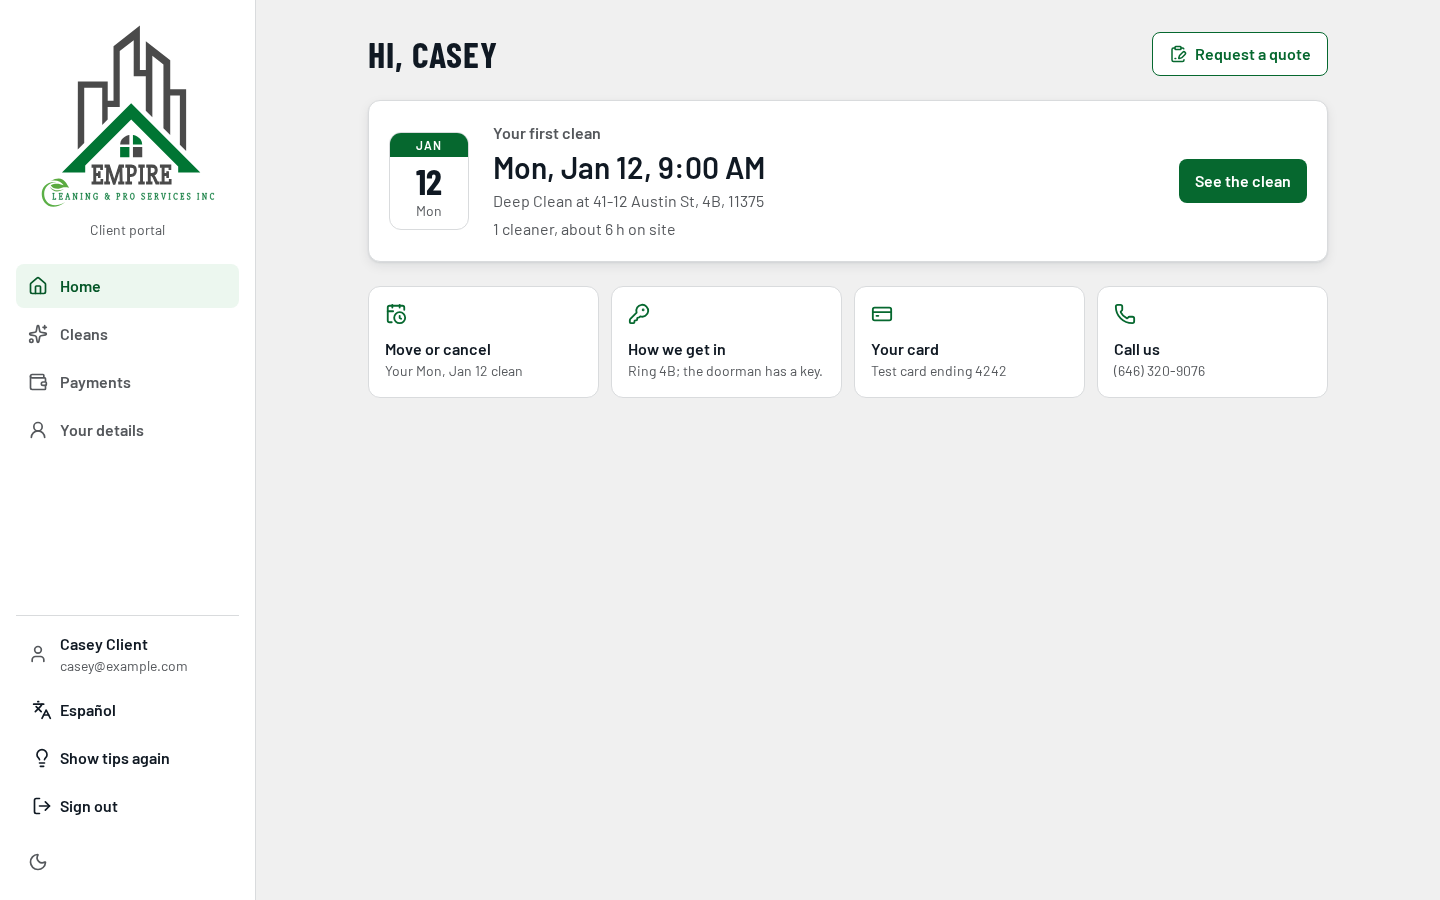 EMPIRE
CLEANING & PRO SERVICES INC
Client portal
Home
Cleans
Payments
Your details
Casey Client
casey@example.com
Español
Show tips again
Sign out
HI, CASEY
Request a quote
JAN
12
Mon
Your first clean
Mon, Jan 12, 9:00 AM
Deep Clean at 41-12 Austin St, 4B, 11375
1 cleaner, about 6 h on site
See the clean
Move or cancel
Your Mon, Jan 12 clean
How we get in
Ring 4B; the doorman has a key.
Your card
Test card ending 4242
Call us
(646) 320-9076